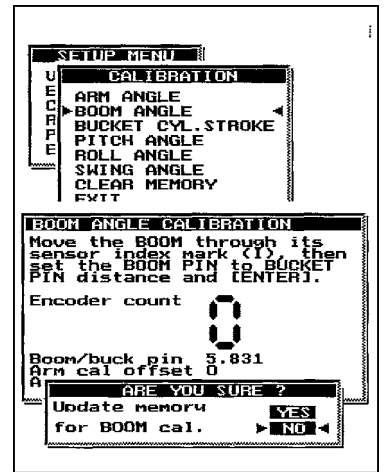 SETUP MENU
U
E
C
R
P
E
CALIBRATION
ARM ANGLE
►BOOM ANGLE ◄
BUCKET CYL.STROKE
PITCH ANGLE
ROLL ANGLE
SWING ANGLE
CLEAR MEMORY
EXIT
BOOM ANGLE CALIBRATION
Move the BOOM through its
sensor index mark (I), then
set the BOOM PIN to BUCKET
PIN distance and [ENTER].
Encoder count
0
Boom/buck pin 5.831
Arm cal offset 0
A
ARE YOU SURE ?
Update memory YES
for BOOM cal. ► NO ◄